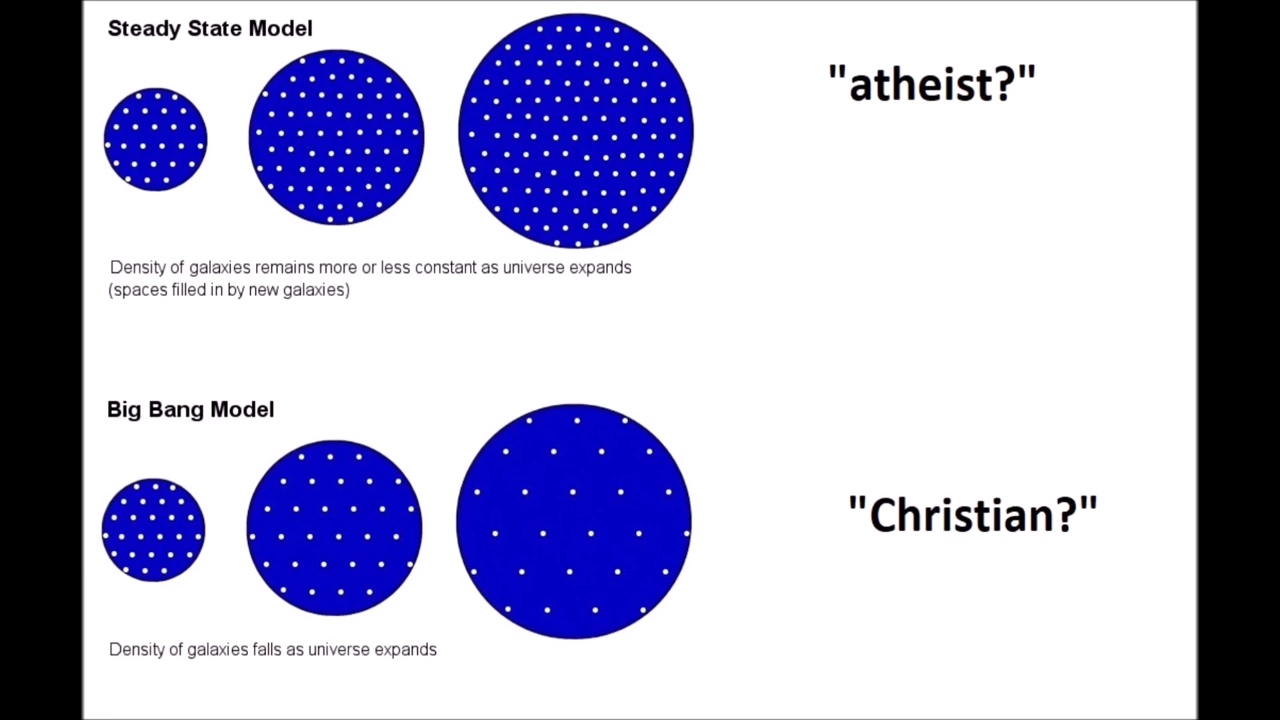 Steady State Model
"atheist?"
Density of galaxies remains more or less constant as universe expands
(spaces filled in by new galaxies)
Big Bang Model
"Christian?"
Density of galaxies falls as universe expands